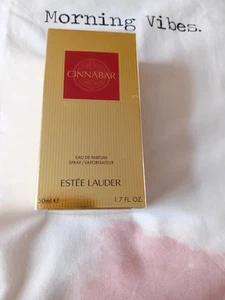 Morning Vibes.
CINNABAR
EAU DE PARFUM
SPRAY/VAPORISATEUR
ESTĒE LAUDER
50ml ℮ 1.7 FL. OZ.